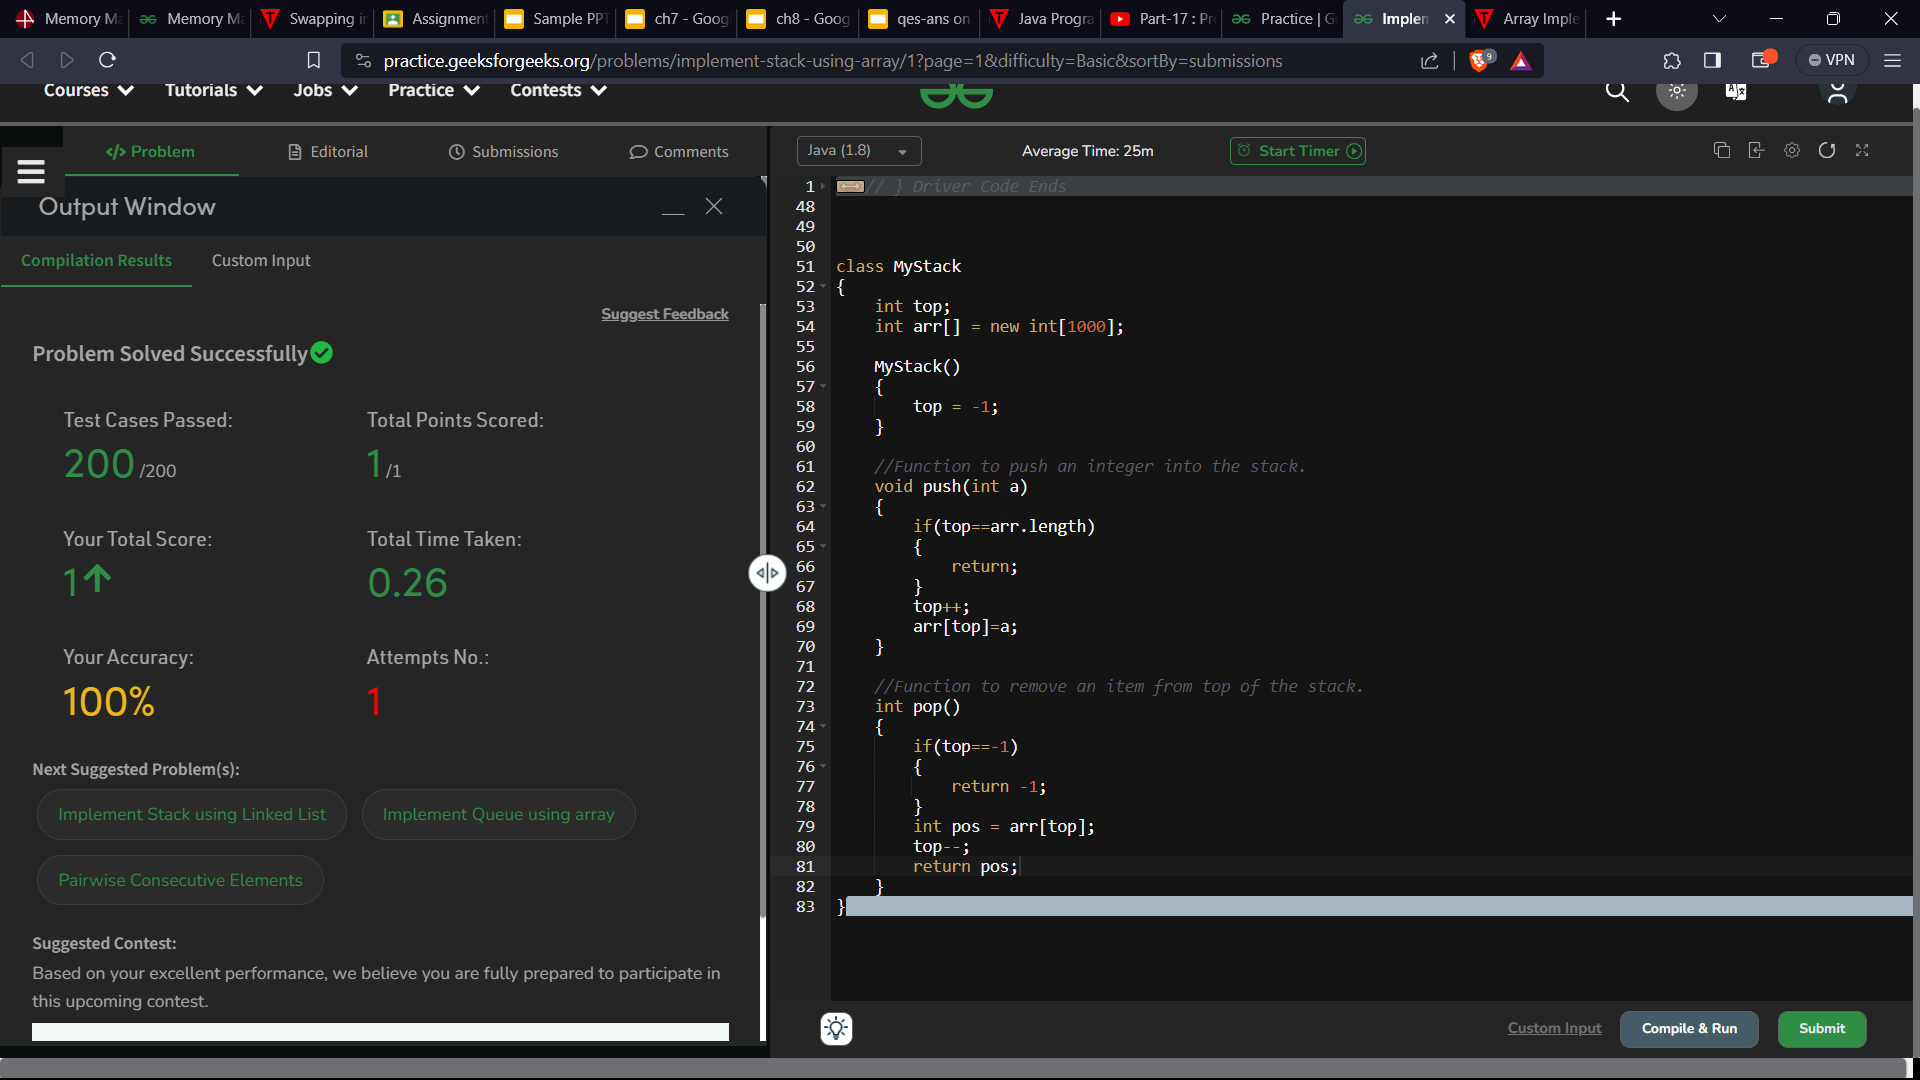 Memory Ma
Memory Ma
Swapping in
Assignment
Sample PPT
ch7 - Goog
ch8 - Goog
qes-ans on
Java Progra
Part-17 : Pr
Practice | G
Implem
Array Imple
practice.geeksforgeeks.org/problems/implement-stack-using-array/1?page=1&difficulty=Basic&sortBy=submissions
9
VPN
Courses
Tutorials
Jobs
Practice
Contests
Problem
Editorial
Submissions
Comments
Output Window
Compilation Results
Custom Input
Suggest Feedback
Problem Solved Successfully
Test Cases Passed:
Total Points Scored:
200 /200
1 /1
Your Total Score:
Total Time Taken:
1
0.26
Your Accuracy:
Attempts No.:
100%
1
Next Suggested Problem(s):
Implement Stack using Linked List
Implement Queue using array
Pairwise Consecutive Elements
Suggested Contest:
Based on your excellent performance, we believe you are fully prepared to participate in
this upcoming contest.
Java (1.8)
Average Time: 25m
Start Timer
1 // } Driver Code Ends
48
49
50
51 class MyStack
52 {
53 int top;
54 int arr[] = new int[1000];
55
56 MyStack()
57 {
58 top = -1;
59 }
60
61 //Function to push an integer into the stack.
62 void push(int a)
63 {
64 if(top==arr.length)
65 {
66 return;
67 }
68 top++;
69 arr[top]=a;
70 }
71
72 //Function to remove an item from top of the stack.
73 int pop()
74 {
75 if(top==-1)
76 {
77 return -1;
78 }
79 int pos = arr[top];
80 top--;
81 return pos;
82 }
83 }
Custom Input
Compile & Run
Submit